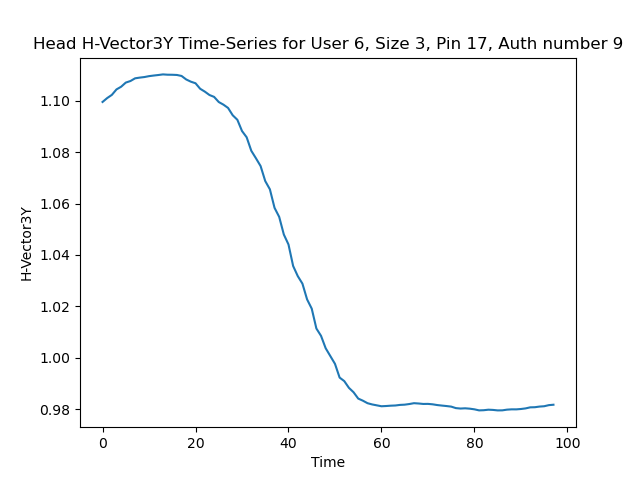 Head H-Vector3Y Time-Series for User 6, Size 3, Pin 17, Auth number 9
H-Vector3Y
1.10
1.08
1.06
1.04
1.02
1.00
0.98
0 20 40 60 80 100
Time